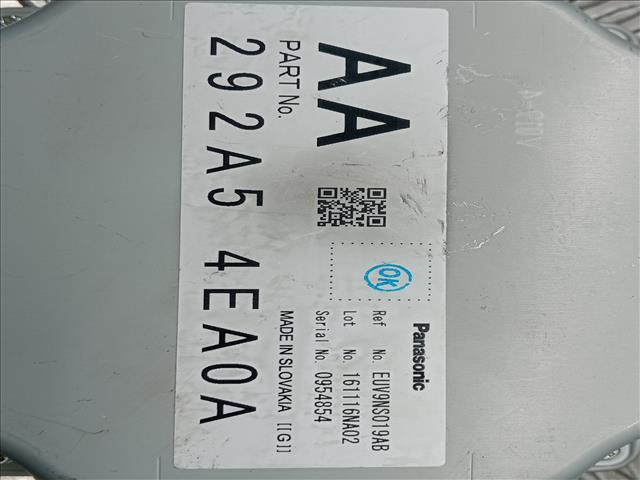 AA
PART No.
292A5 4EA0A
OK
Panasonic
Ref No. EUV9NS019AB
Lot No. 161116NA02
Serial No. 0954854
MADE IN SLOVAKIA [[G]]